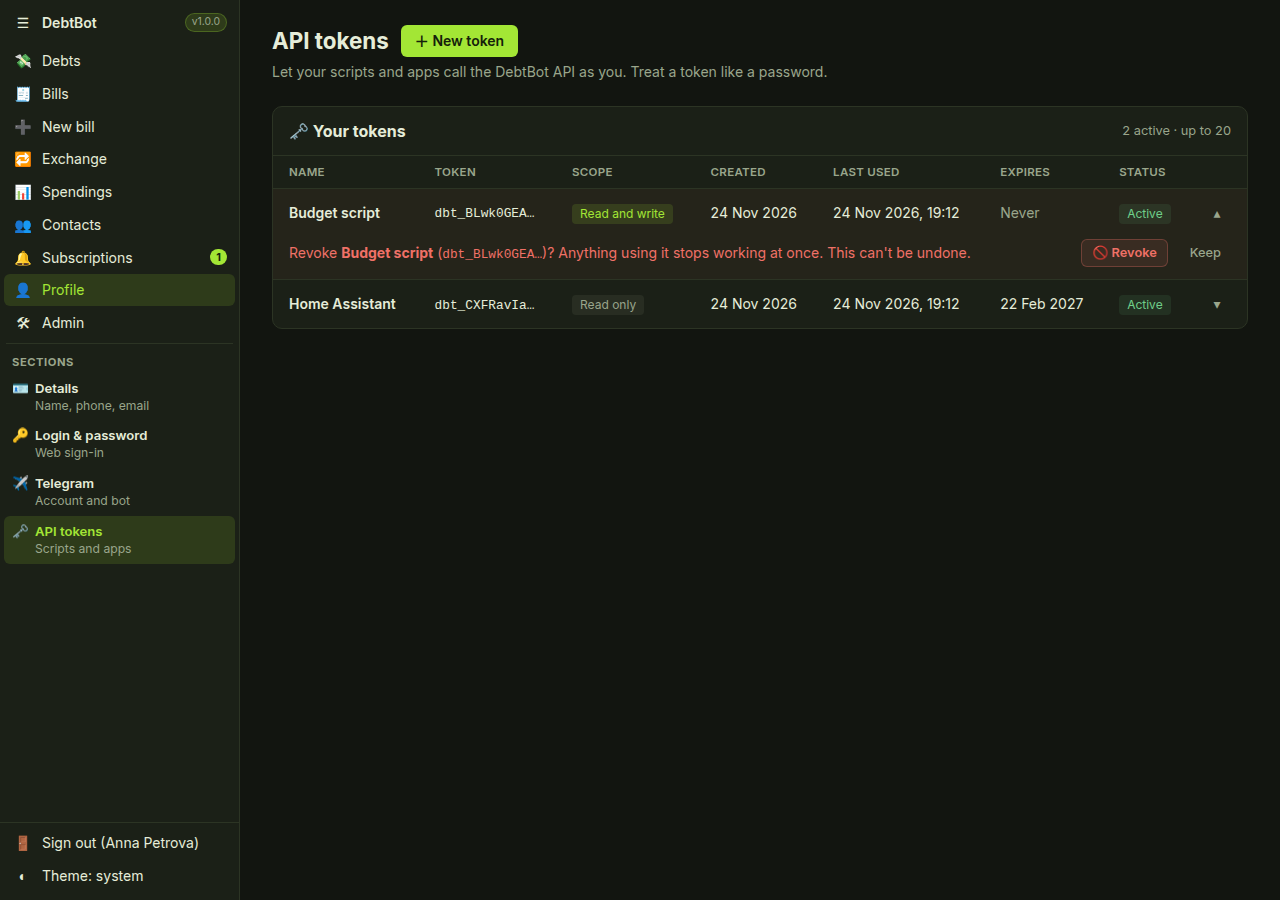 DebtBot v1.0.0
Debts
Bills
New bill
Exchange
Spendings
Contacts
Subscriptions 1
Profile
Admin
SECTIONS
Details
Name, phone, email
Login & password
Web sign-in
Telegram
Account and bot
API tokens
Scripts and apps
Sign out (Anna Petrova)
Theme: system
API tokens
+ New token
Let your scripts and apps call the DebtBot API as you. Treat a token like a password.
Your tokens
2 active · up to 20
NAME TOKEN SCOPE CREATED LAST USED EXPIRES STATUS
Budget script dbt_BLwk0GEA… Read and write 24 Nov 2026 24 Nov 2026, 19:12 Never Active
Revoke Budget script (dbt_BLwk0GEA…)? Anything using it stops working at once. This can't be undone. Revoke Keep
Home Assistant dbt_CXFRavIa… Read only 24 Nov 2026 24 Nov 2026, 19:12 22 Feb 2027 Active